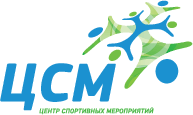 ЦСМ
ЦЕНТР СПОРТИВНЫХ МЕРОПРИЯТИЙ